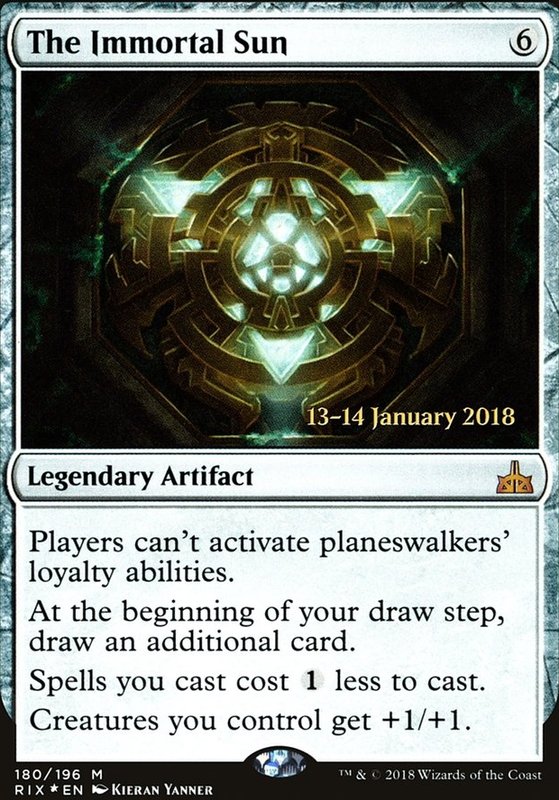 The Immortal Sun 6
13–14 January 2018
Legendary Artifact
Players can't activate planeswalkers'
loyalty abilities.
At the beginning of your draw step,
draw an additional card.
Spells you cast cost 1 less to cast.
Creatures you control get +1/+1.
180/196 M
RIX★EN Kieran Yanner
™ & © 2018 Wizards of the Coast